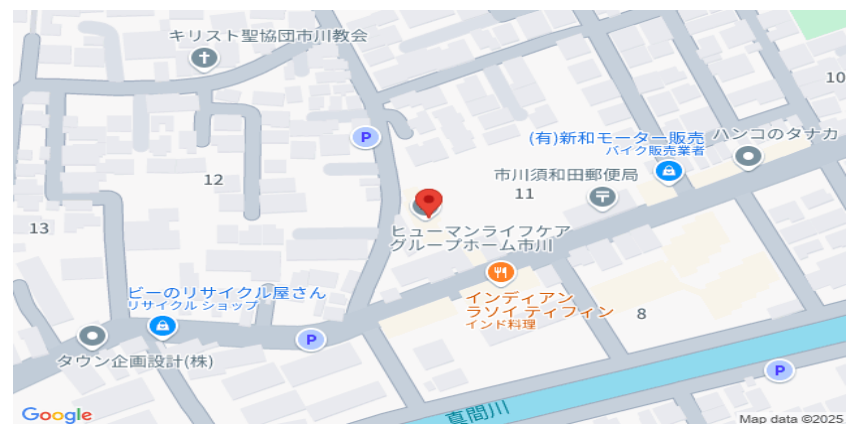 キリスト聖協団市川教会
10
P
(有)新和モーター販売
バイク販売業者
ハンコのタナカ
市川須和田郵便局
12
11
13
ヒューマンライフケア
グループホーム市川
ビーのリサイクル屋さん
リサイクル ショップ
インディアン
ラソイ ティフィン
インド料理
8
P
タウン企画設計(株)
P
真間川
Google
Map data ©2025